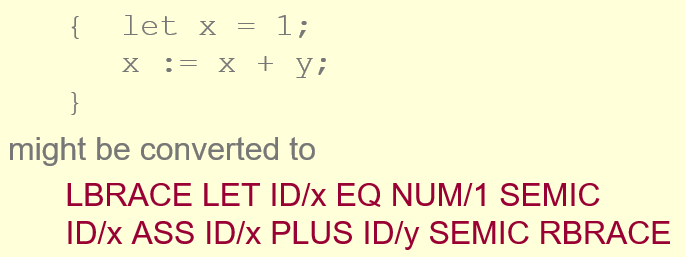 { let x = 1;
x := x + y;
}
might be converted to
LBRACE LET ID/x EQ NUM/1 SEMIC
ID/x ASS ID/x PLUS ID/y SEMIC RBRACE